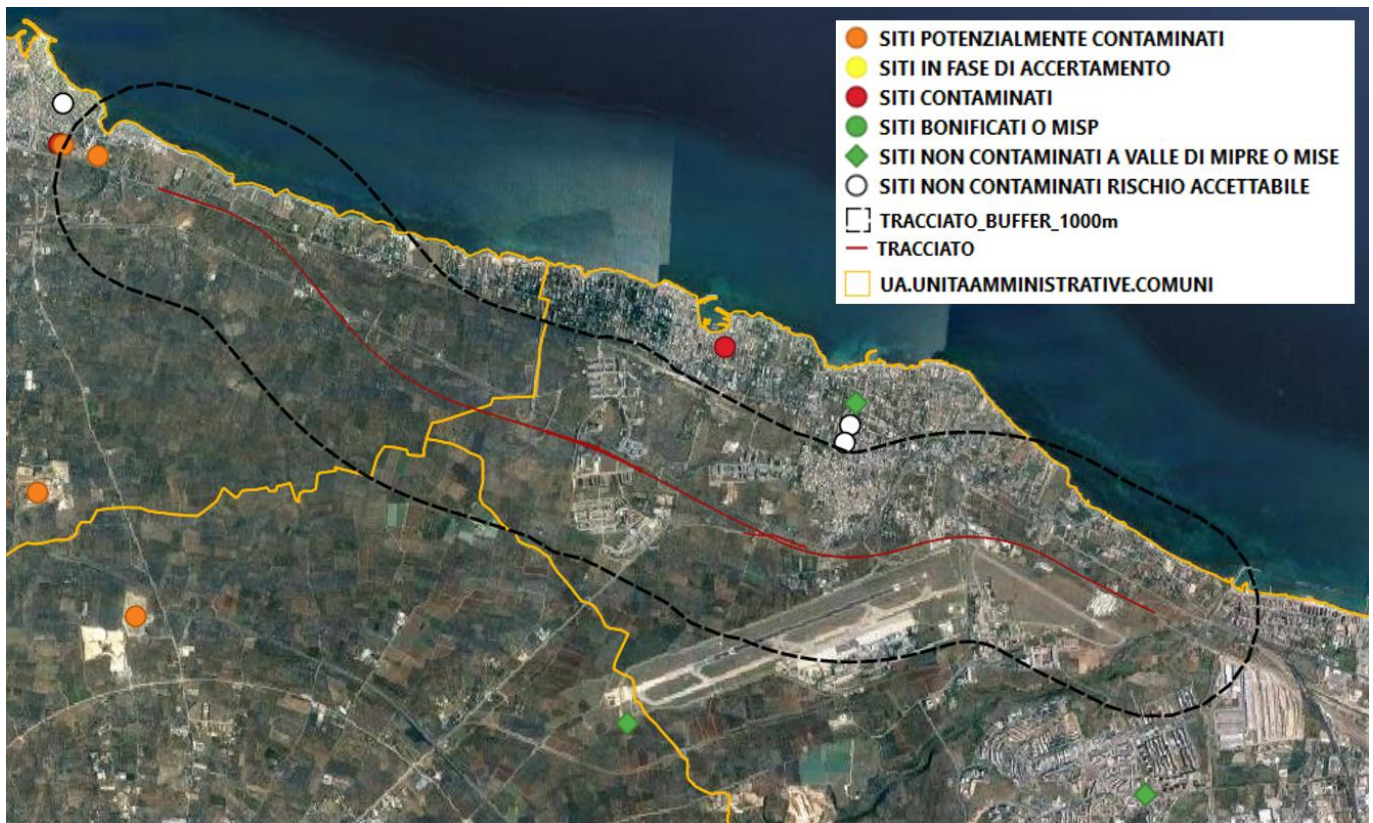 SITI POTENZIALMENTE CONTAMINATI
SITI IN FASE DI ACCERTAMENTO
SITI CONTAMINATI
SITI BONIFICATI O MISP
SITI NON CONTAMINATI A VALLE DI MIPRE O MISE
SITI NON CONTAMINATI RISCHIO ACCETTABILE
TRACCIATO_BUFFER_1000m
TRACCIATO
UA.UNITAAMMINISTRATIVE.COMUNI